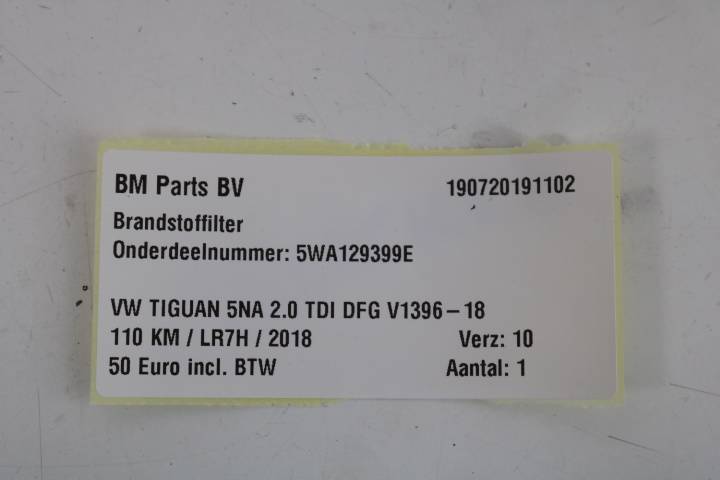 BM Parts BV 190720191102
Brandstoffilter
Onderdeelnummer: 5WA129399E
VW TIGUAN 5NA 2.0 TDI DFG V1396-18
110 KM / LR7H / 2018 Verz: 10
50 Euro incl. BTW Aantal: 1